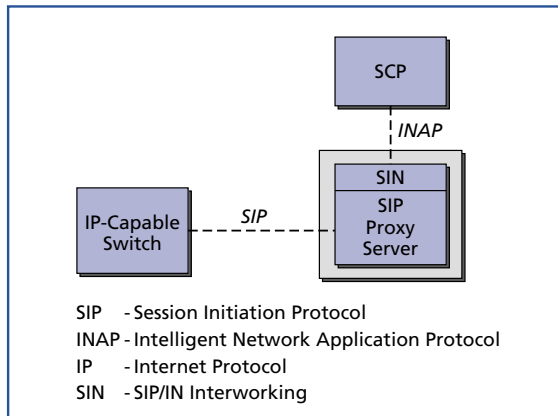 SCP
INAP
SIN
SIP
Proxy
Server
IP-Capable
Switch
SIP
SIP - Session Initiation Protocol
INAP - Intelligent Network Application Protocol
IP - Internet Protocol
SIN - SIP/IN Interworking